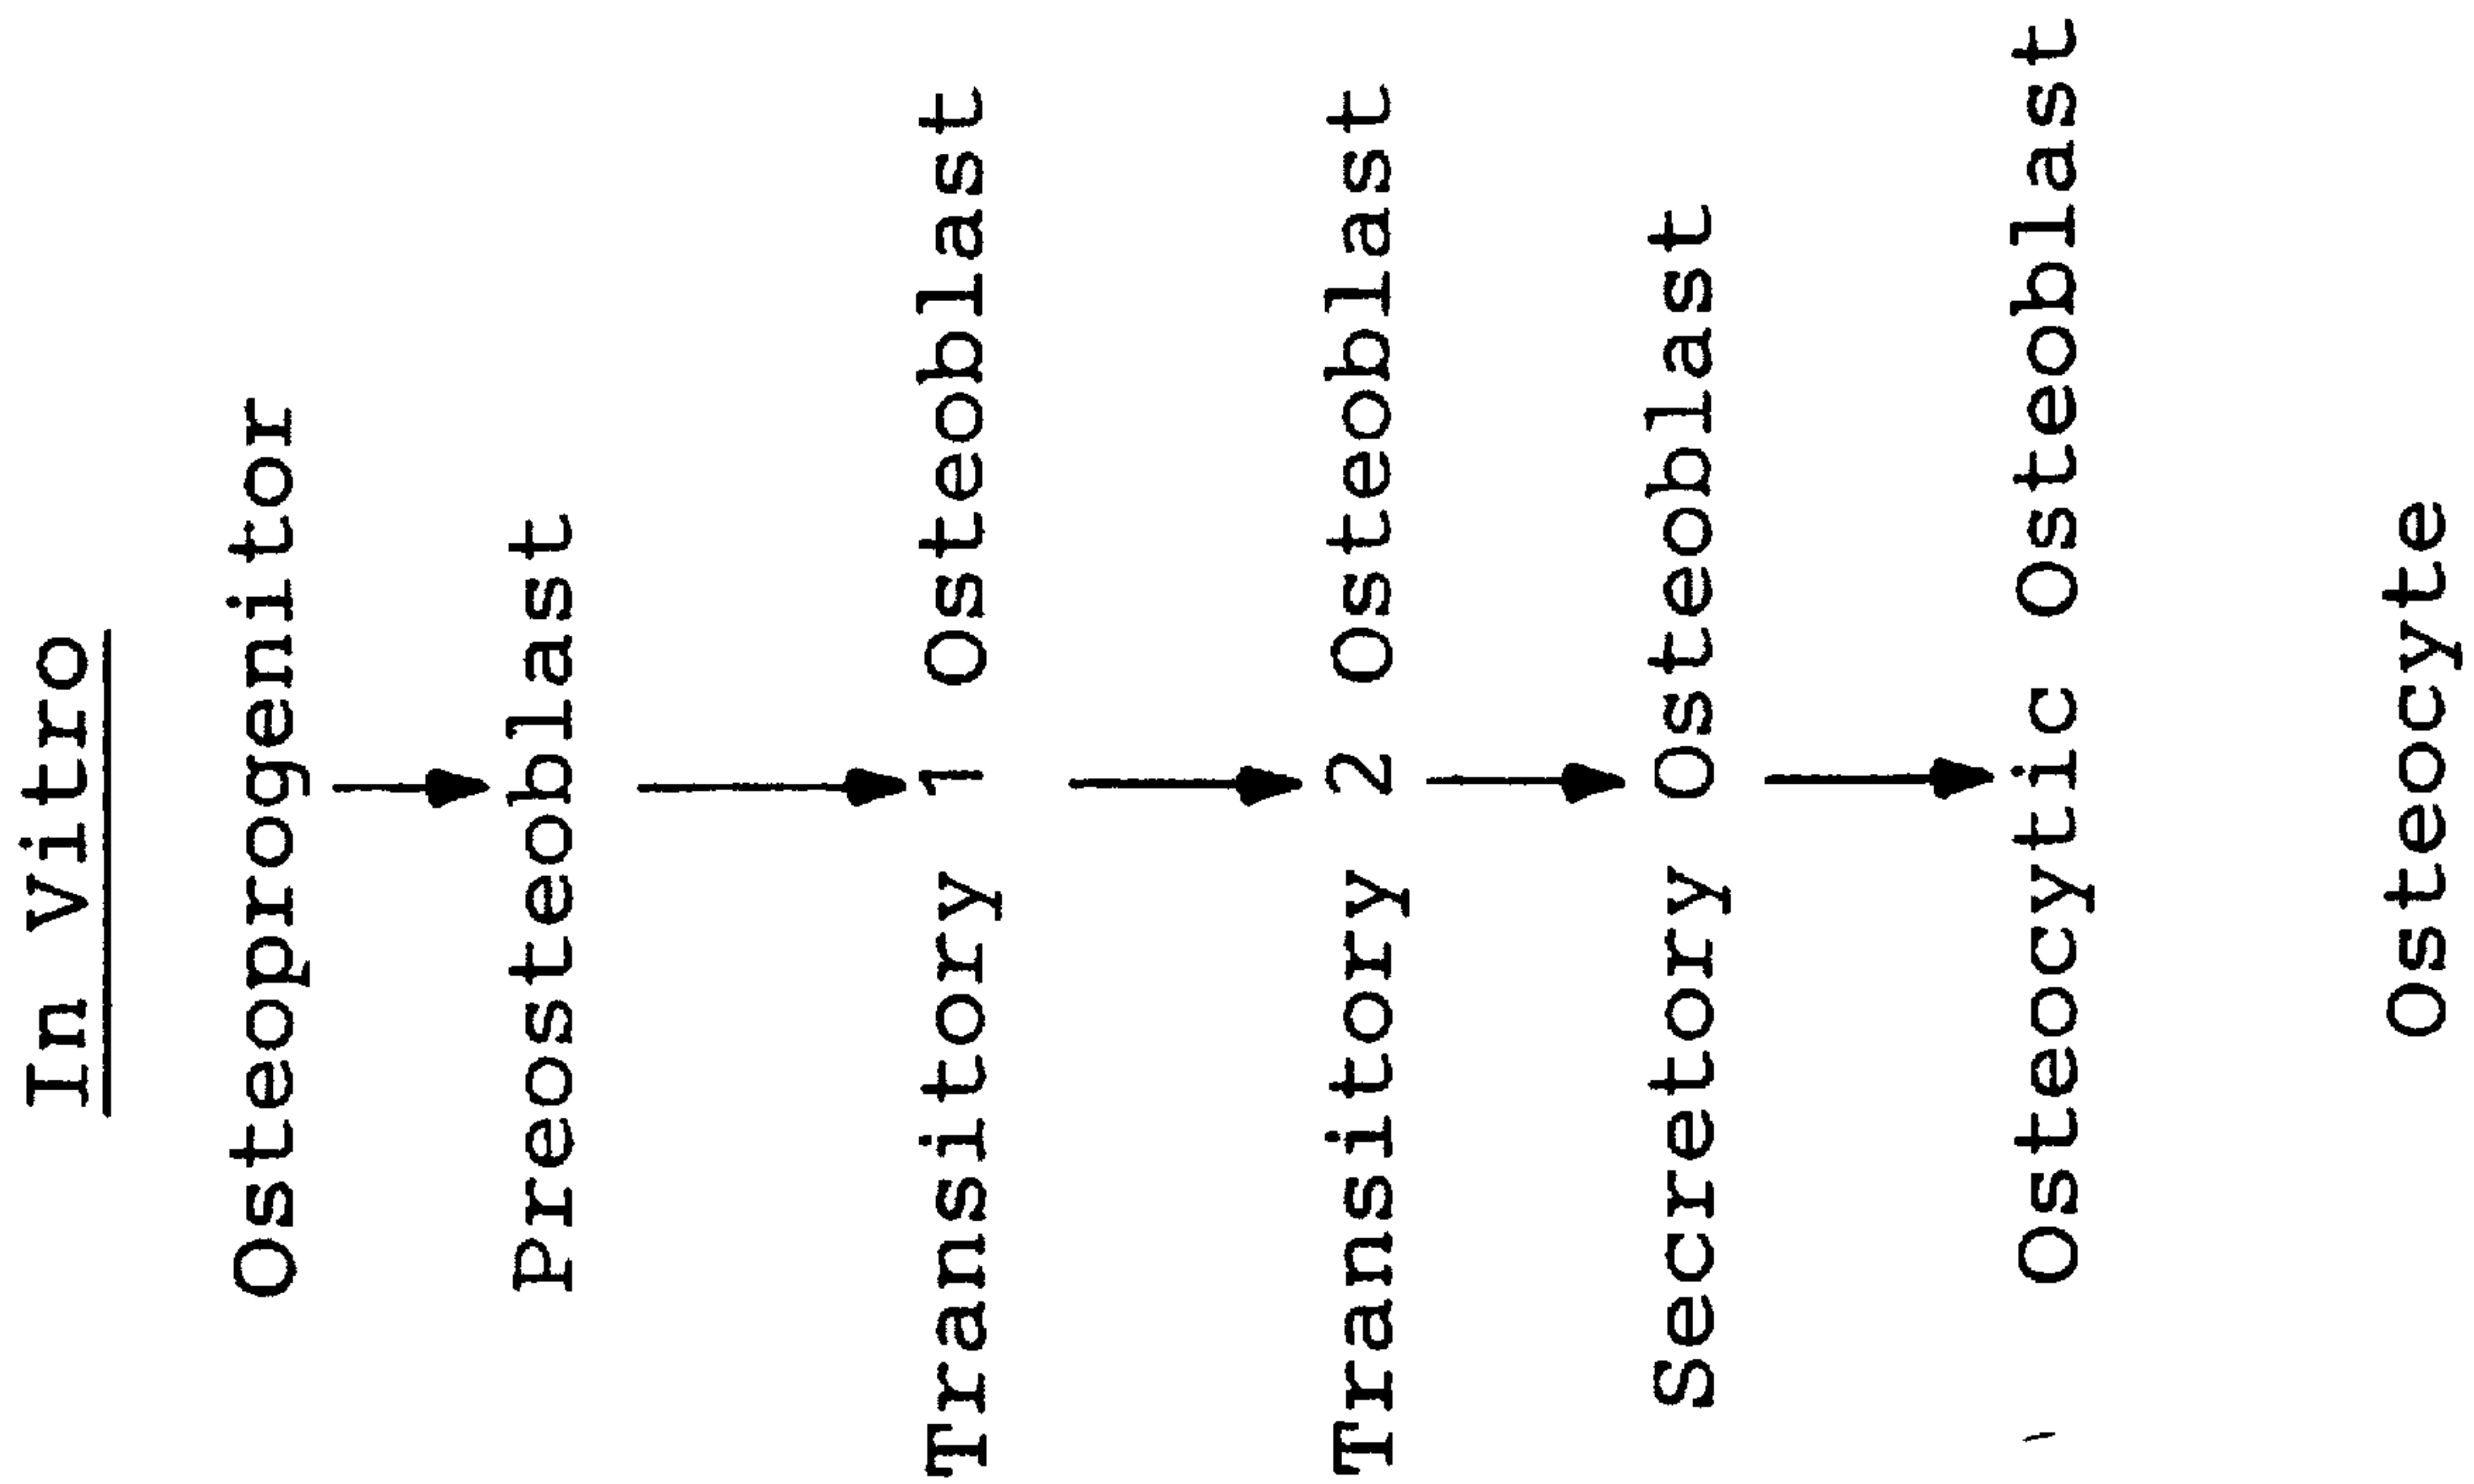 In Vitro
Osteoprogenitor
Preosteoblast
Transitory 1 Osteoblast
Transitory 2 Osteoblast
Secretory Osteoblast
Osteocytic Osteoblast
Osteocyte